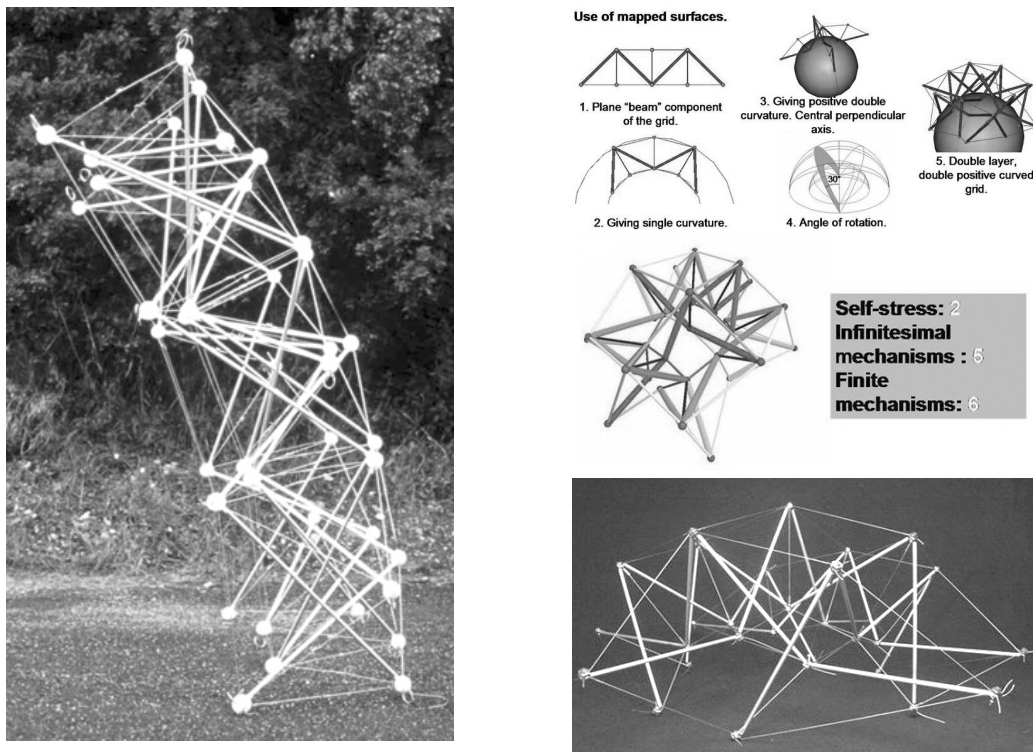 Use of mapped surfaces.
1. Plane "beam" component
of the grid.
3. Giving positive double
curvature. Central perpendicular
axis.
5. Double layer,
double positive curved
grid.
30°
2. Giving single curvature.
4. Angle of rotation.
Self-stress: 2
Infinitesimal
mechanisms : 5
Finite
mechanisms: 6